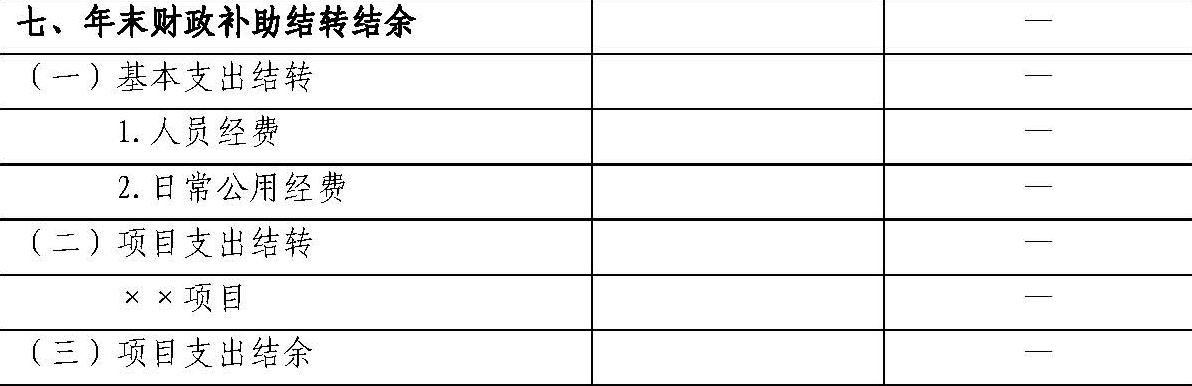 七、年末财政补助结转结余 —
（一）基本支出结转 —
1.人员经费 —
2.日常公用经费 —
（二）项目支出结转 —
××项目 —
（三）项目支出结余 —